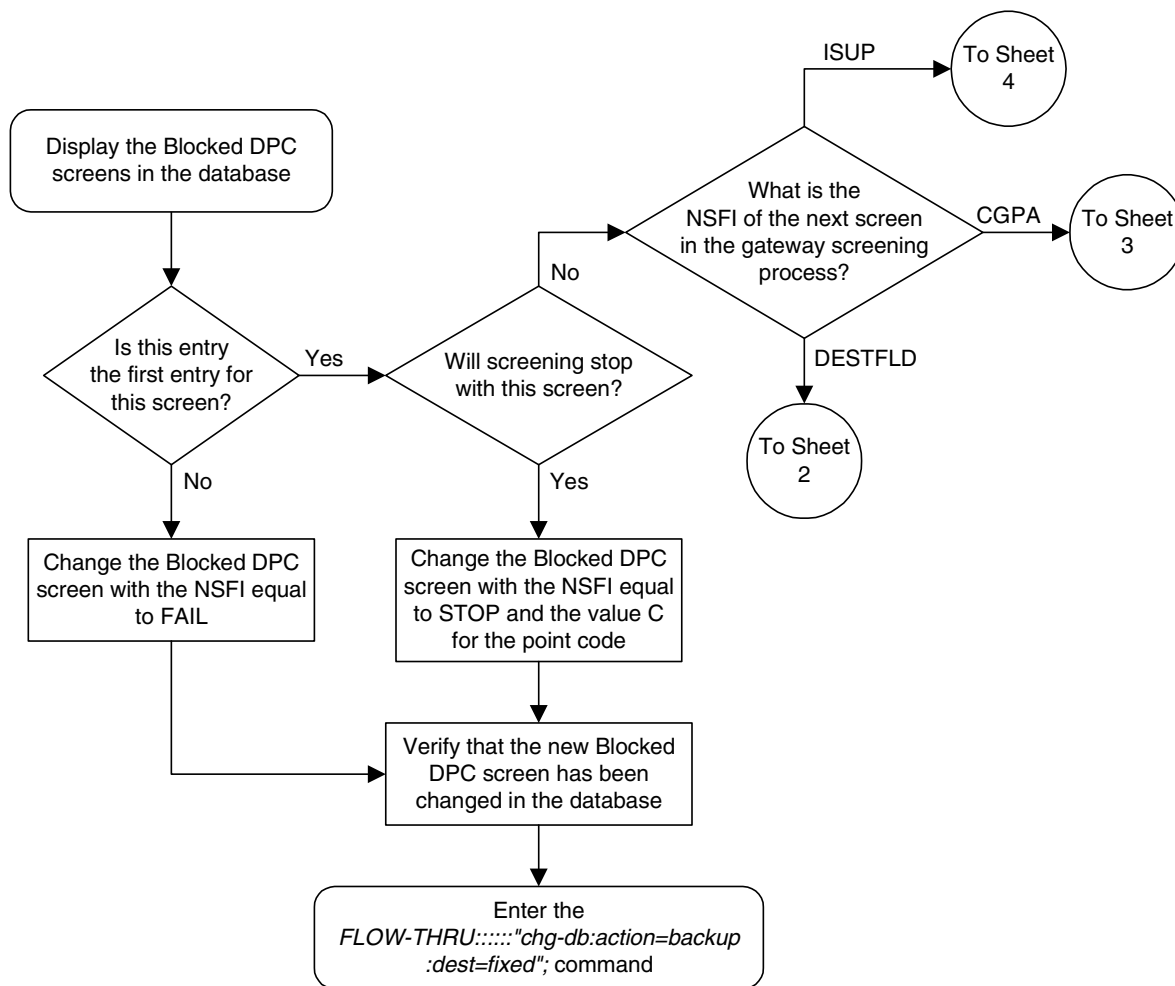 Display the Blocked DPC
screens in the database
Is this entry
the first entry for
this screen?
Yes
No
Will screening stop
with this screen?
No
Yes
What is the
NSFI of the next screen
in the gateway screening
process?
ISUP
To Sheet
4
CGPA
To Sheet
3
DESTFLD
To Sheet
2
Change the Blocked DPC
screen with the NSFI equal
to FAIL
Change the Blocked DPC
screen with the NSFI equal
to STOP and the value C
for the point code
Verify that the new Blocked
DPC screen has been
changed in the database
Enter the
FLOW-THRU::::::"chg-db:action=backup
:dest=fixed"; command